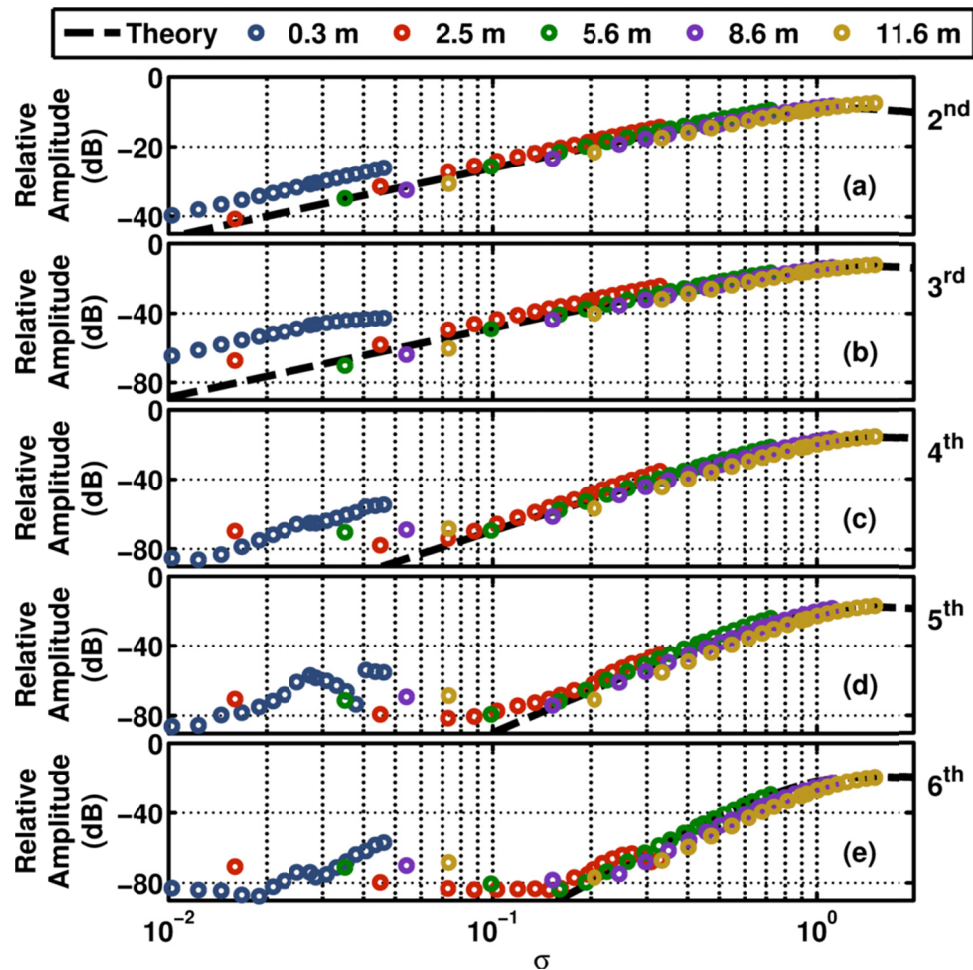 Theory 0.3 m 2.5 m 5.6 m 8.6 m 11.6 m
0
−20
−40
Relative
Amplitude
(dB)
(a)
2nd
0
−40
−80
Relative
Amplitude
(dB)
(b)
3rd
0
−40
−80
Relative
Amplitude
(dB)
(c)
4th
0
−40
−80
Relative
Amplitude
(dB)
(d)
5th
0
−40
−80
Relative
Amplitude
(dB)
(e)
6th
10−2 10−1 100
σ